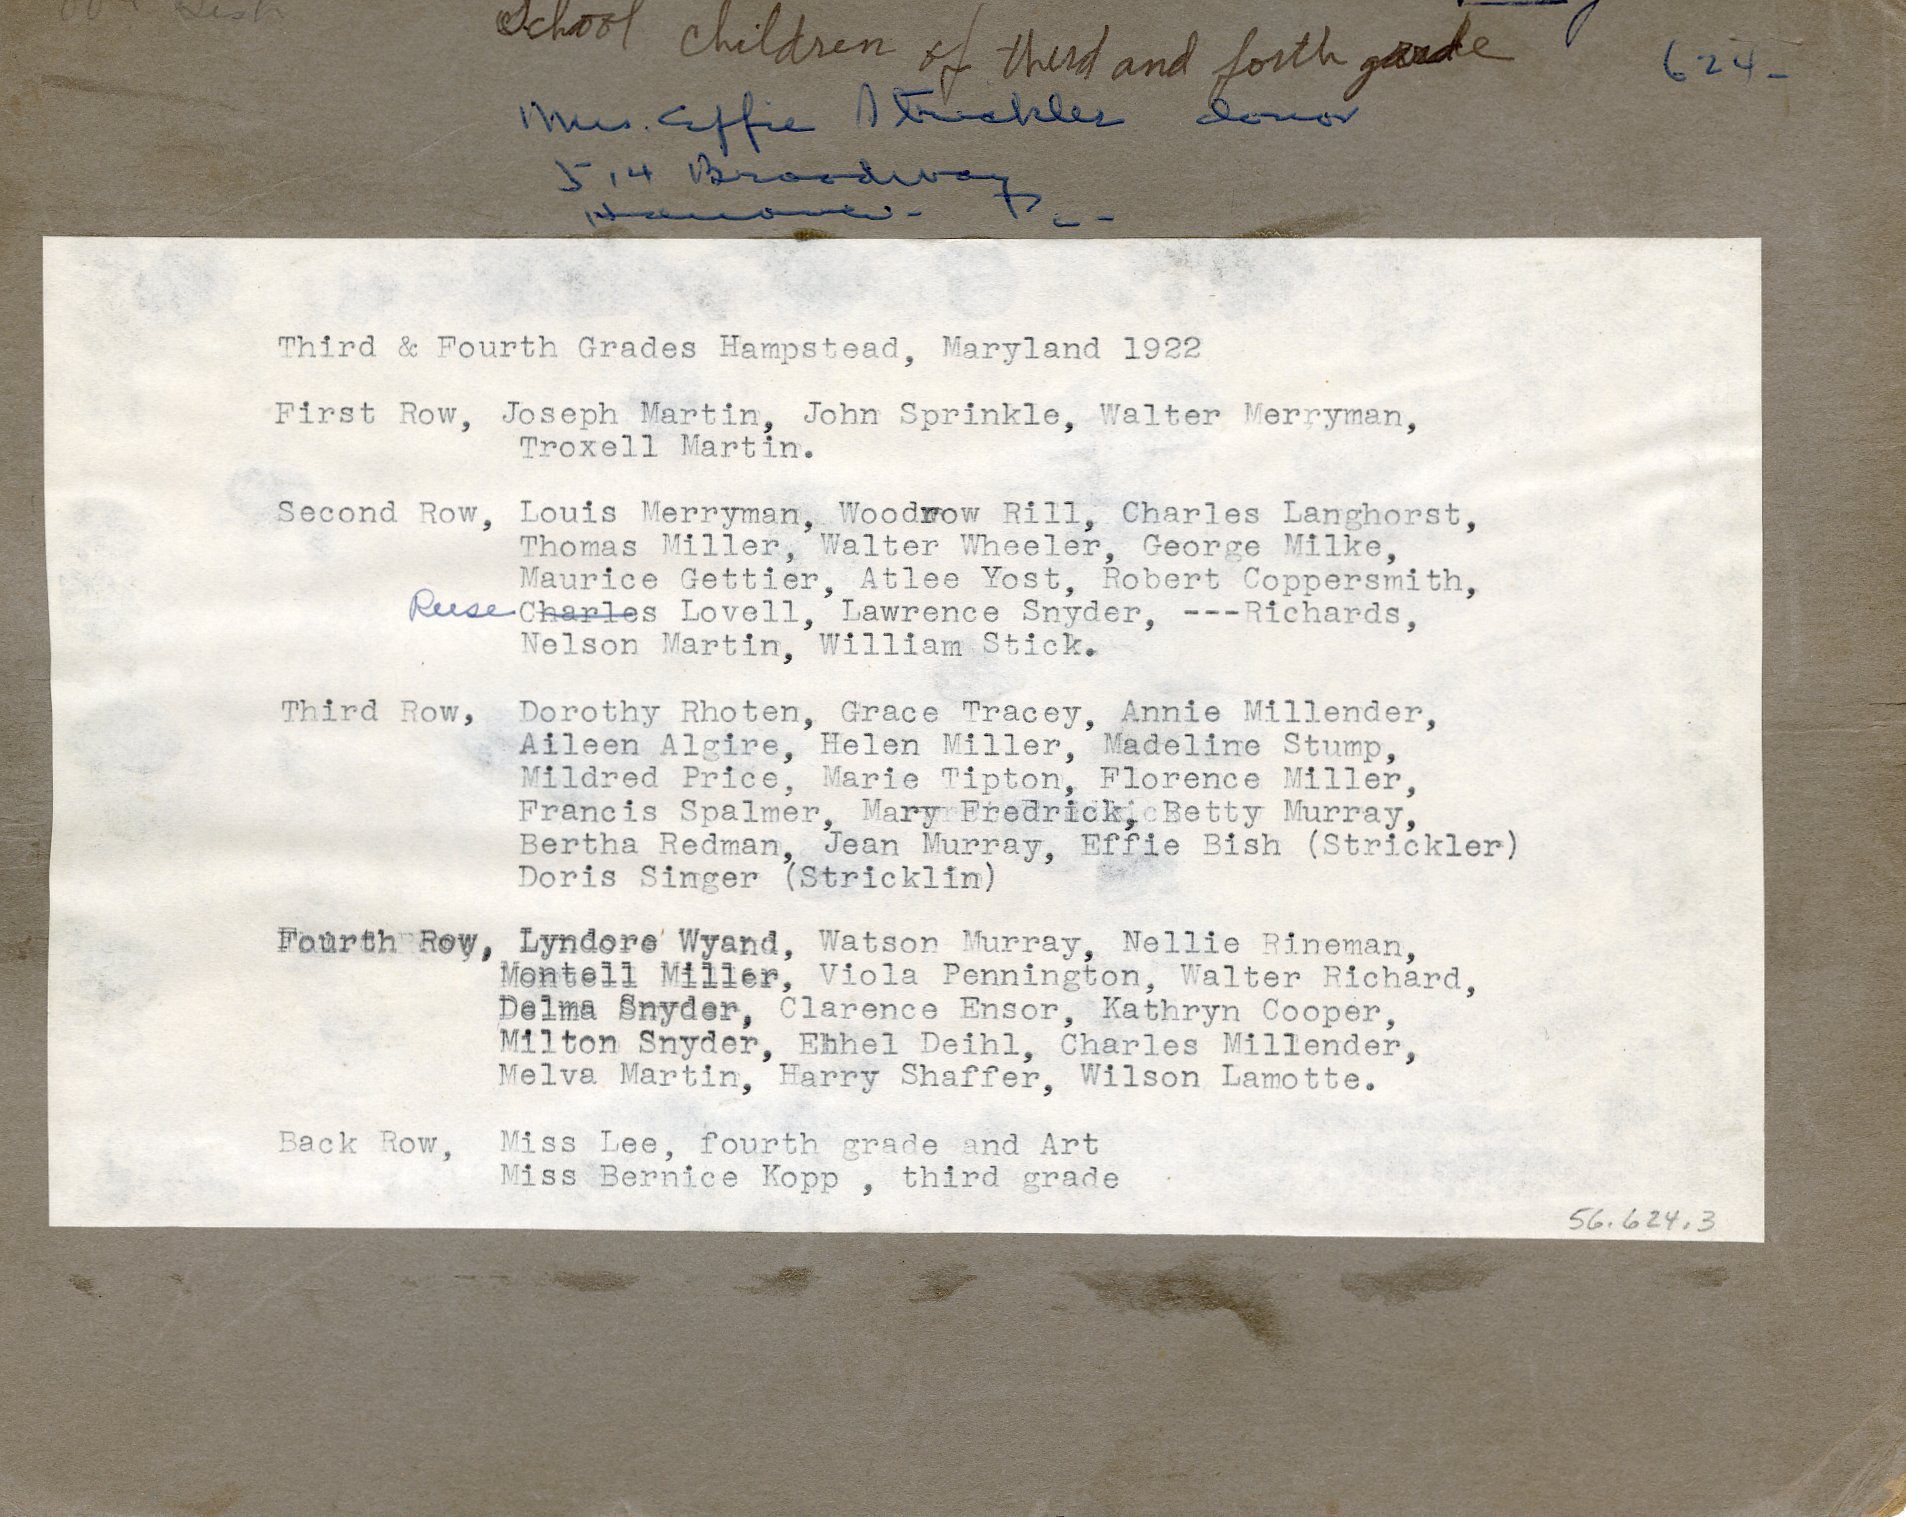 Bish
School children of therd and forth grade
624-
Mrs. Effie Strickler donor
514 Broadway
Hanover- Pa-
Third & Fourth Grades Hampstead, Maryland 1922
First Row, Joseph Martin, John Sprinkle, Walter Merryman,
Troxell Martin.
Second Row, Louis Merryman, Woodrow Rill, Charles Langhorst,
Thomas Miller, Walter Wheeler, George Milke,
Maurice Gettier, Atlee Yost, Robert Coppersmith,
Reese Charles Lovell, Lawrence Snyder, ---Richards,
Nelson Martin, William Stick.
Third Row, Dorothy Rhoten, Grace Tracey, Annie Millender,
Aileen Algire, Helen Miller, Madeline Stump,
Mildred Price, Marie Tipton, Florence Miller,
Francis Spalmer, Mary Fredrick, Betty Murray,
Bertha Redman, Jean Murray, Effie Bish (Strickler)
Doris Singer (Stricklin)
Fourth Row, Lyndore Wyand, Watson Murray, Nellie Rineman,
Montell Miller, Viola Pennington, Walter Richard,
Delma Snyder, Clarence Ensor, Kathryn Cooper,
Milton Snyder, Ehhel Deihl, Charles Millender,
Melva Martin, Harry Shaffer, Wilson Lamotte.
Back Row, Miss Lee, fourth grade and Art
Miss Bernice Kopp , third grade
56.624.3